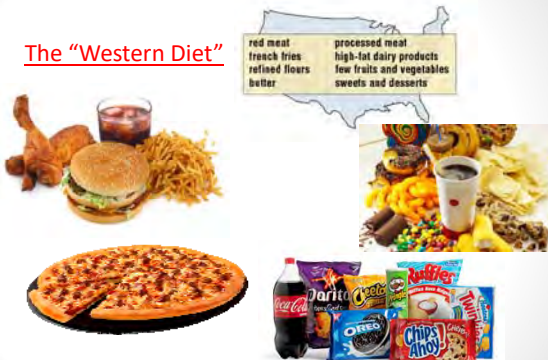 The “Western Diet”
red meat processed meat
french fries high-fat dairy products
refined flours few fruits and vegetables
butter sweets and desserts
Coca-Cola
Doritos
Cheetos
Pringles
Ruffles
OREO
Chips Ahoy!